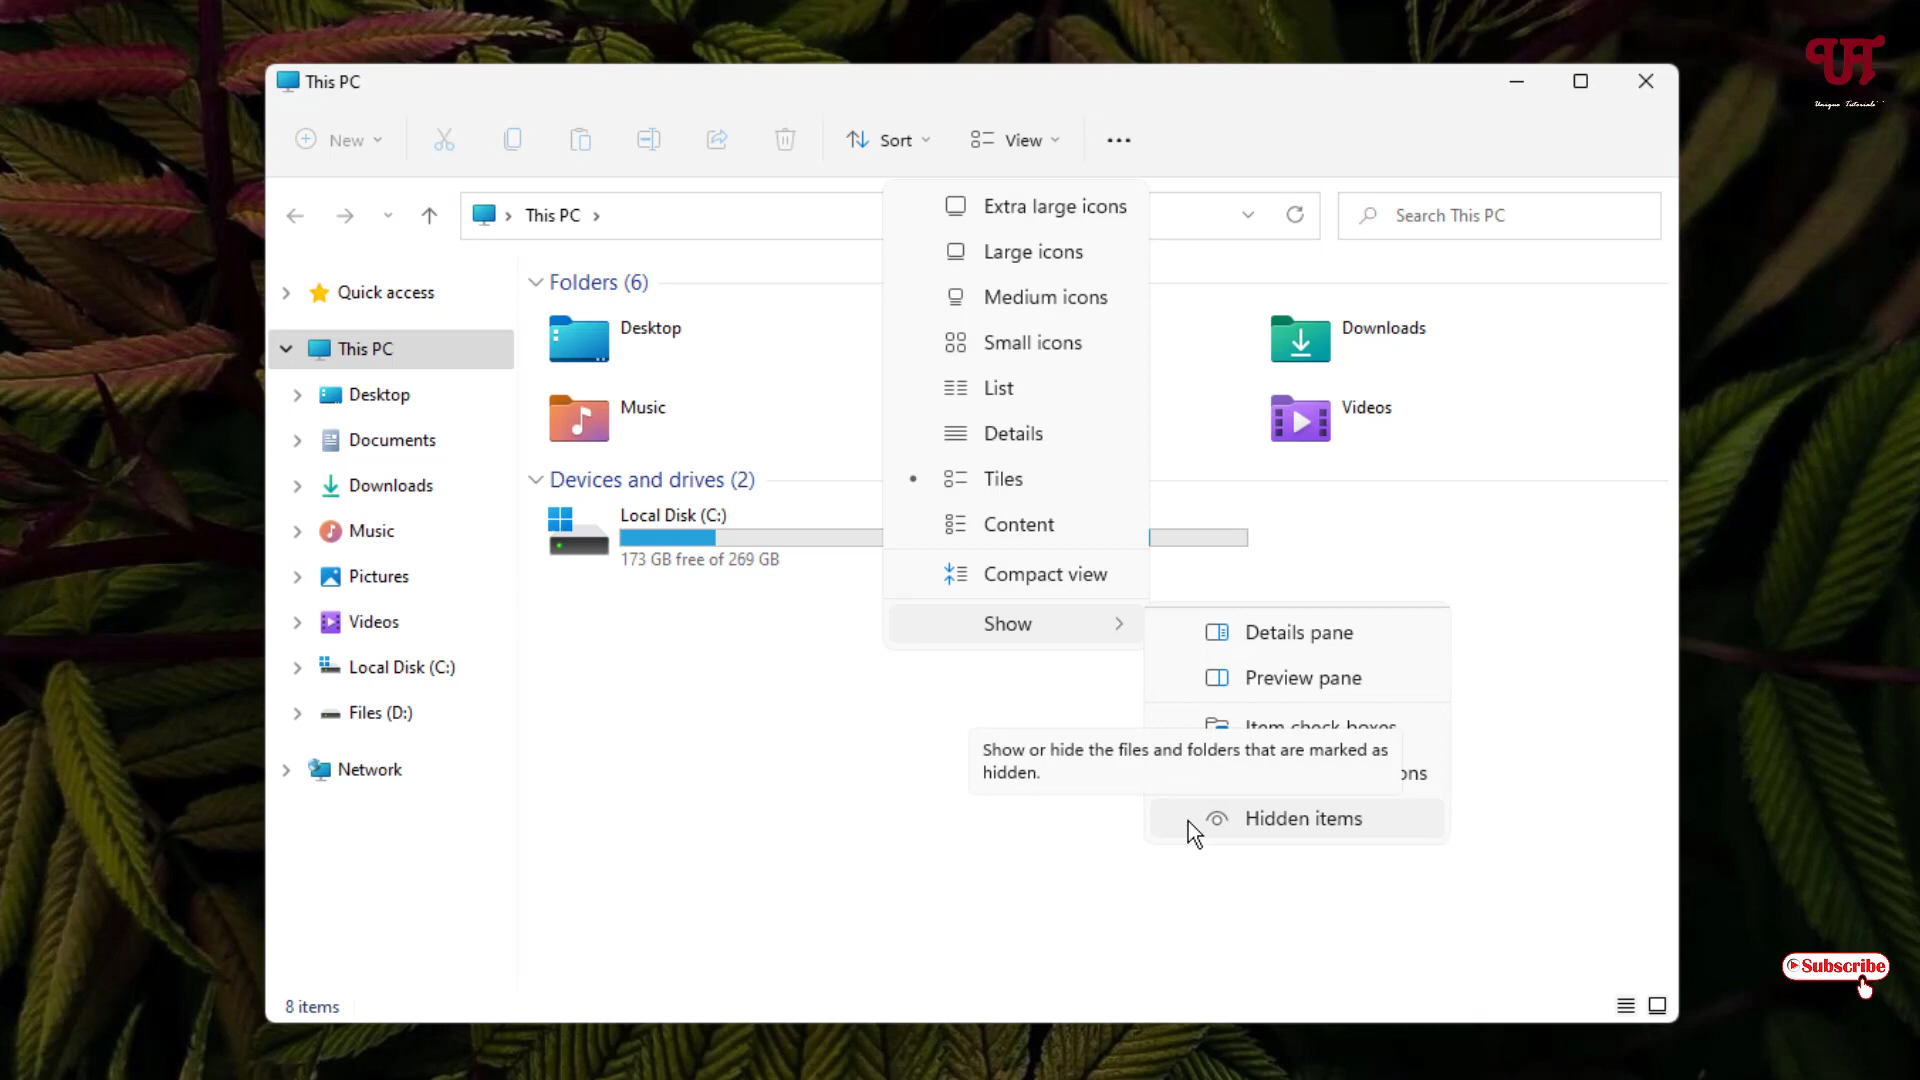 This PC
New
Sort
View
This PC
Search This PC
Quick access
This PC
Desktop
Documents
Downloads
Music
Pictures
Videos
Local Disk (C:)
Files (D:)
Network
Folders (6)
Desktop
Downloads
Music
Videos
Devices and drives (2)
Local Disk (C:)
173 GB free of 269 GB
Extra large icons
Large icons
Medium icons
Small icons
List
Details
Tiles
Content
Compact view
Show
Details pane
Preview pane
Item check boxes
Show or hide the files and folders that are marked as
hidden.
ons
Hidden items
8 items
UT
Unique Tutorials
Subscribe